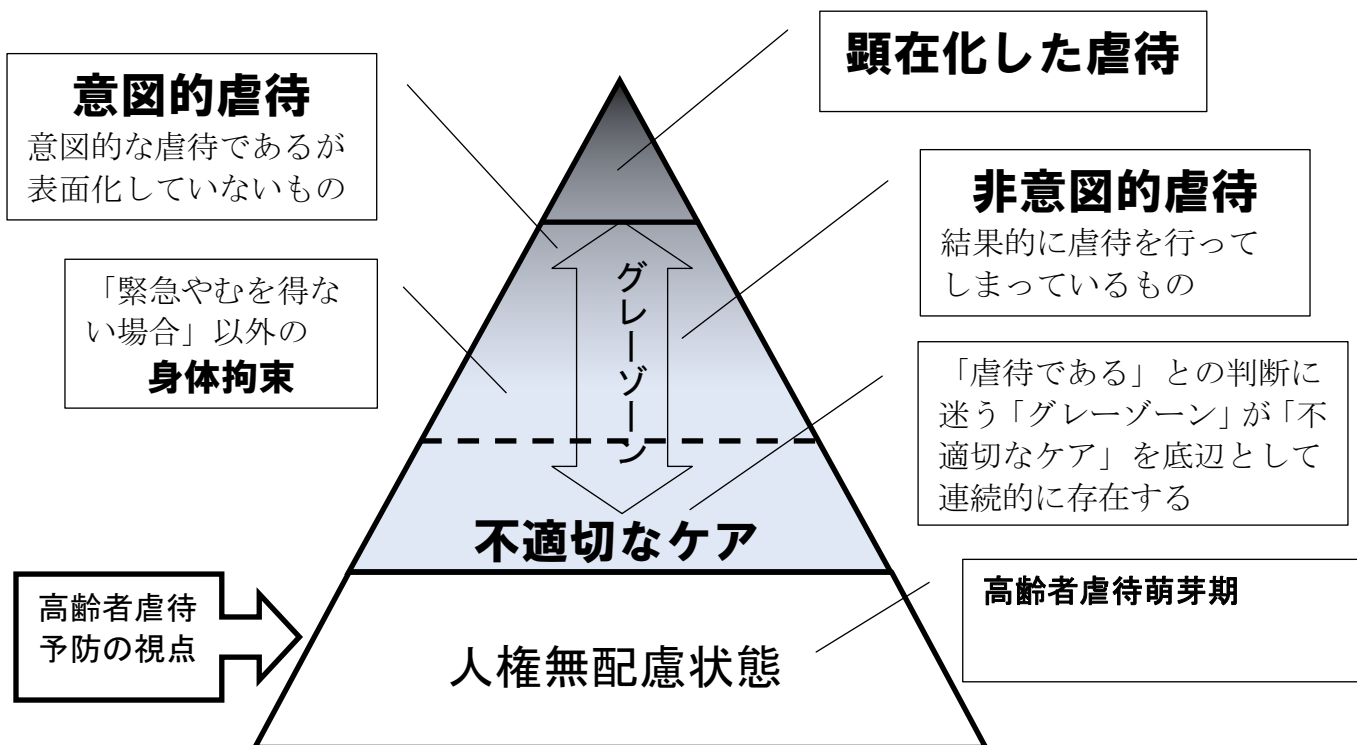 顕在化した虐待
意図的虐待
意図的な虐待であるが
表面化していないもの
非意図的虐待
結果的に虐待を行って
しまっているもの
「緊急やむを得な
い場合」以外の
身体拘束
グレーゾーン
「虐待である」との判断に
迷う「グレーゾーン」が「不
適切なケア」を底辺として
連続的に存在する
不適切なケア
高齢者虐待
予防の視点
高齢者虐待萌芽期
人権無配慮状態